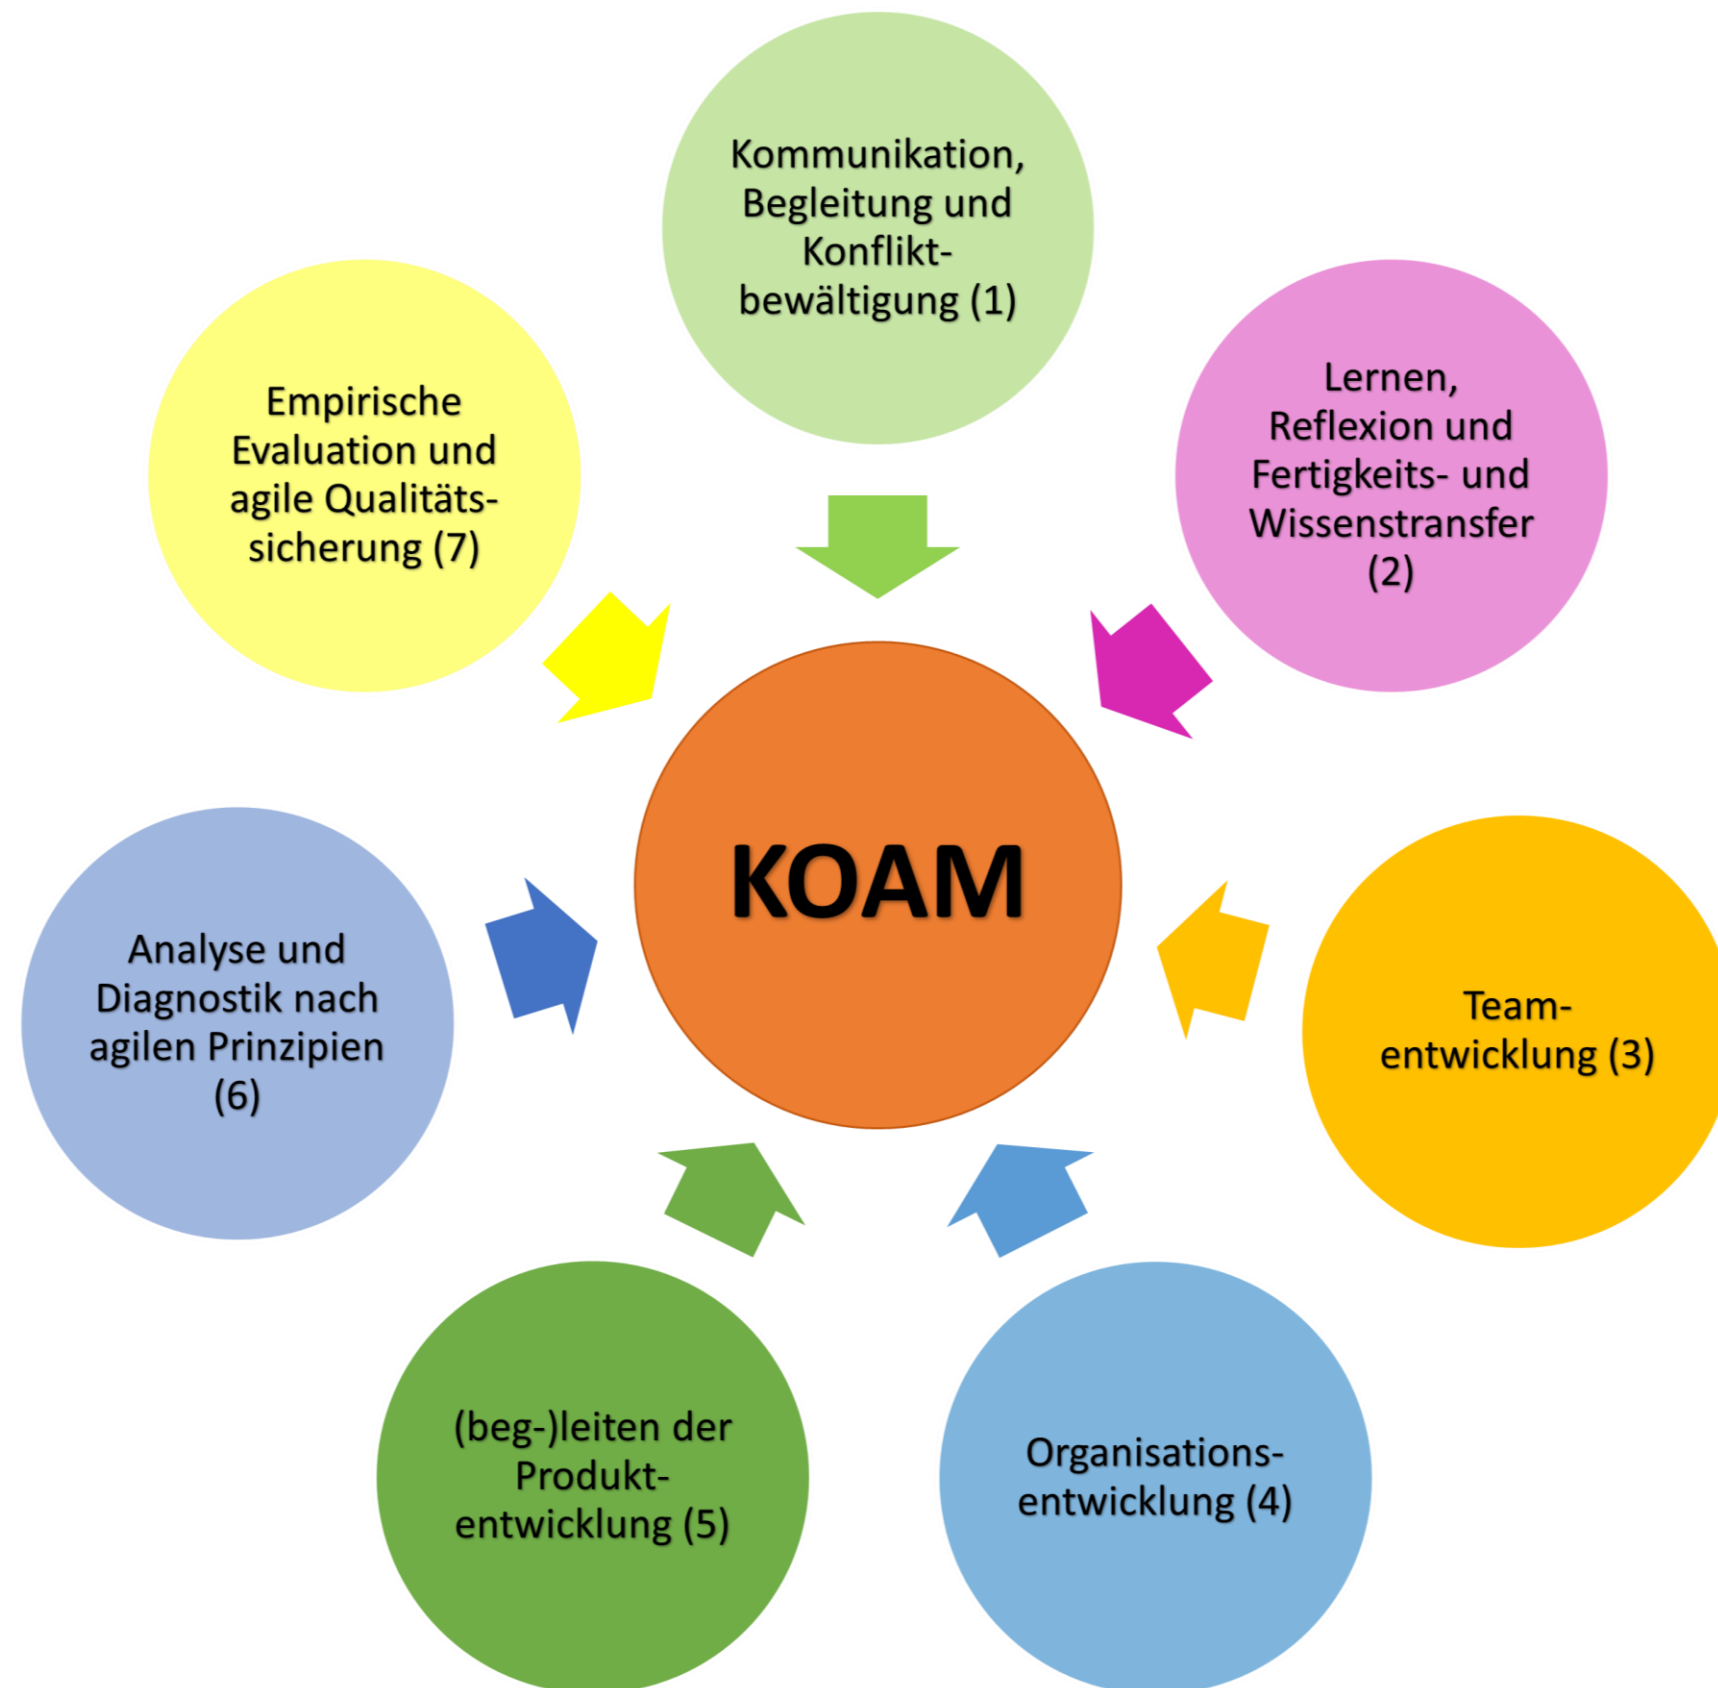 Kommunikation,
Begleitung und
Konflikt-
bewältigung (1)
Lernen,
Reflexion und
Fertigkeits- und
Wissenstransfer
(2)
Team-
entwicklung (3)
Organisations-
entwicklung (4)
(beg-)leiten der
Produkt-
entwicklung (5)
Analyse und
Diagnostik nach
agilen Prinzipien
(6)
Empirische
Evaluation und
agile Qualitäts-
sicherung (7)
KOAM